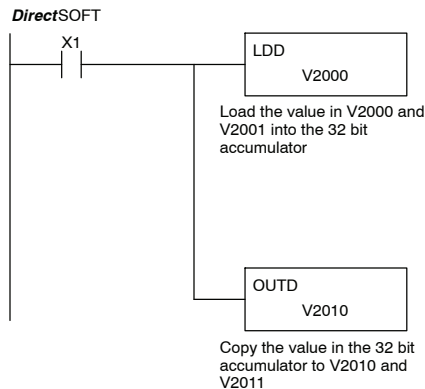 DirectSOFT
X1
LDD
V2000
Load the value in V2000 and
V2001 into the 32 bit
accumulator
OUTD
V2010
Copy the value in the 32 bit
accumulator to V2010 and
V2011